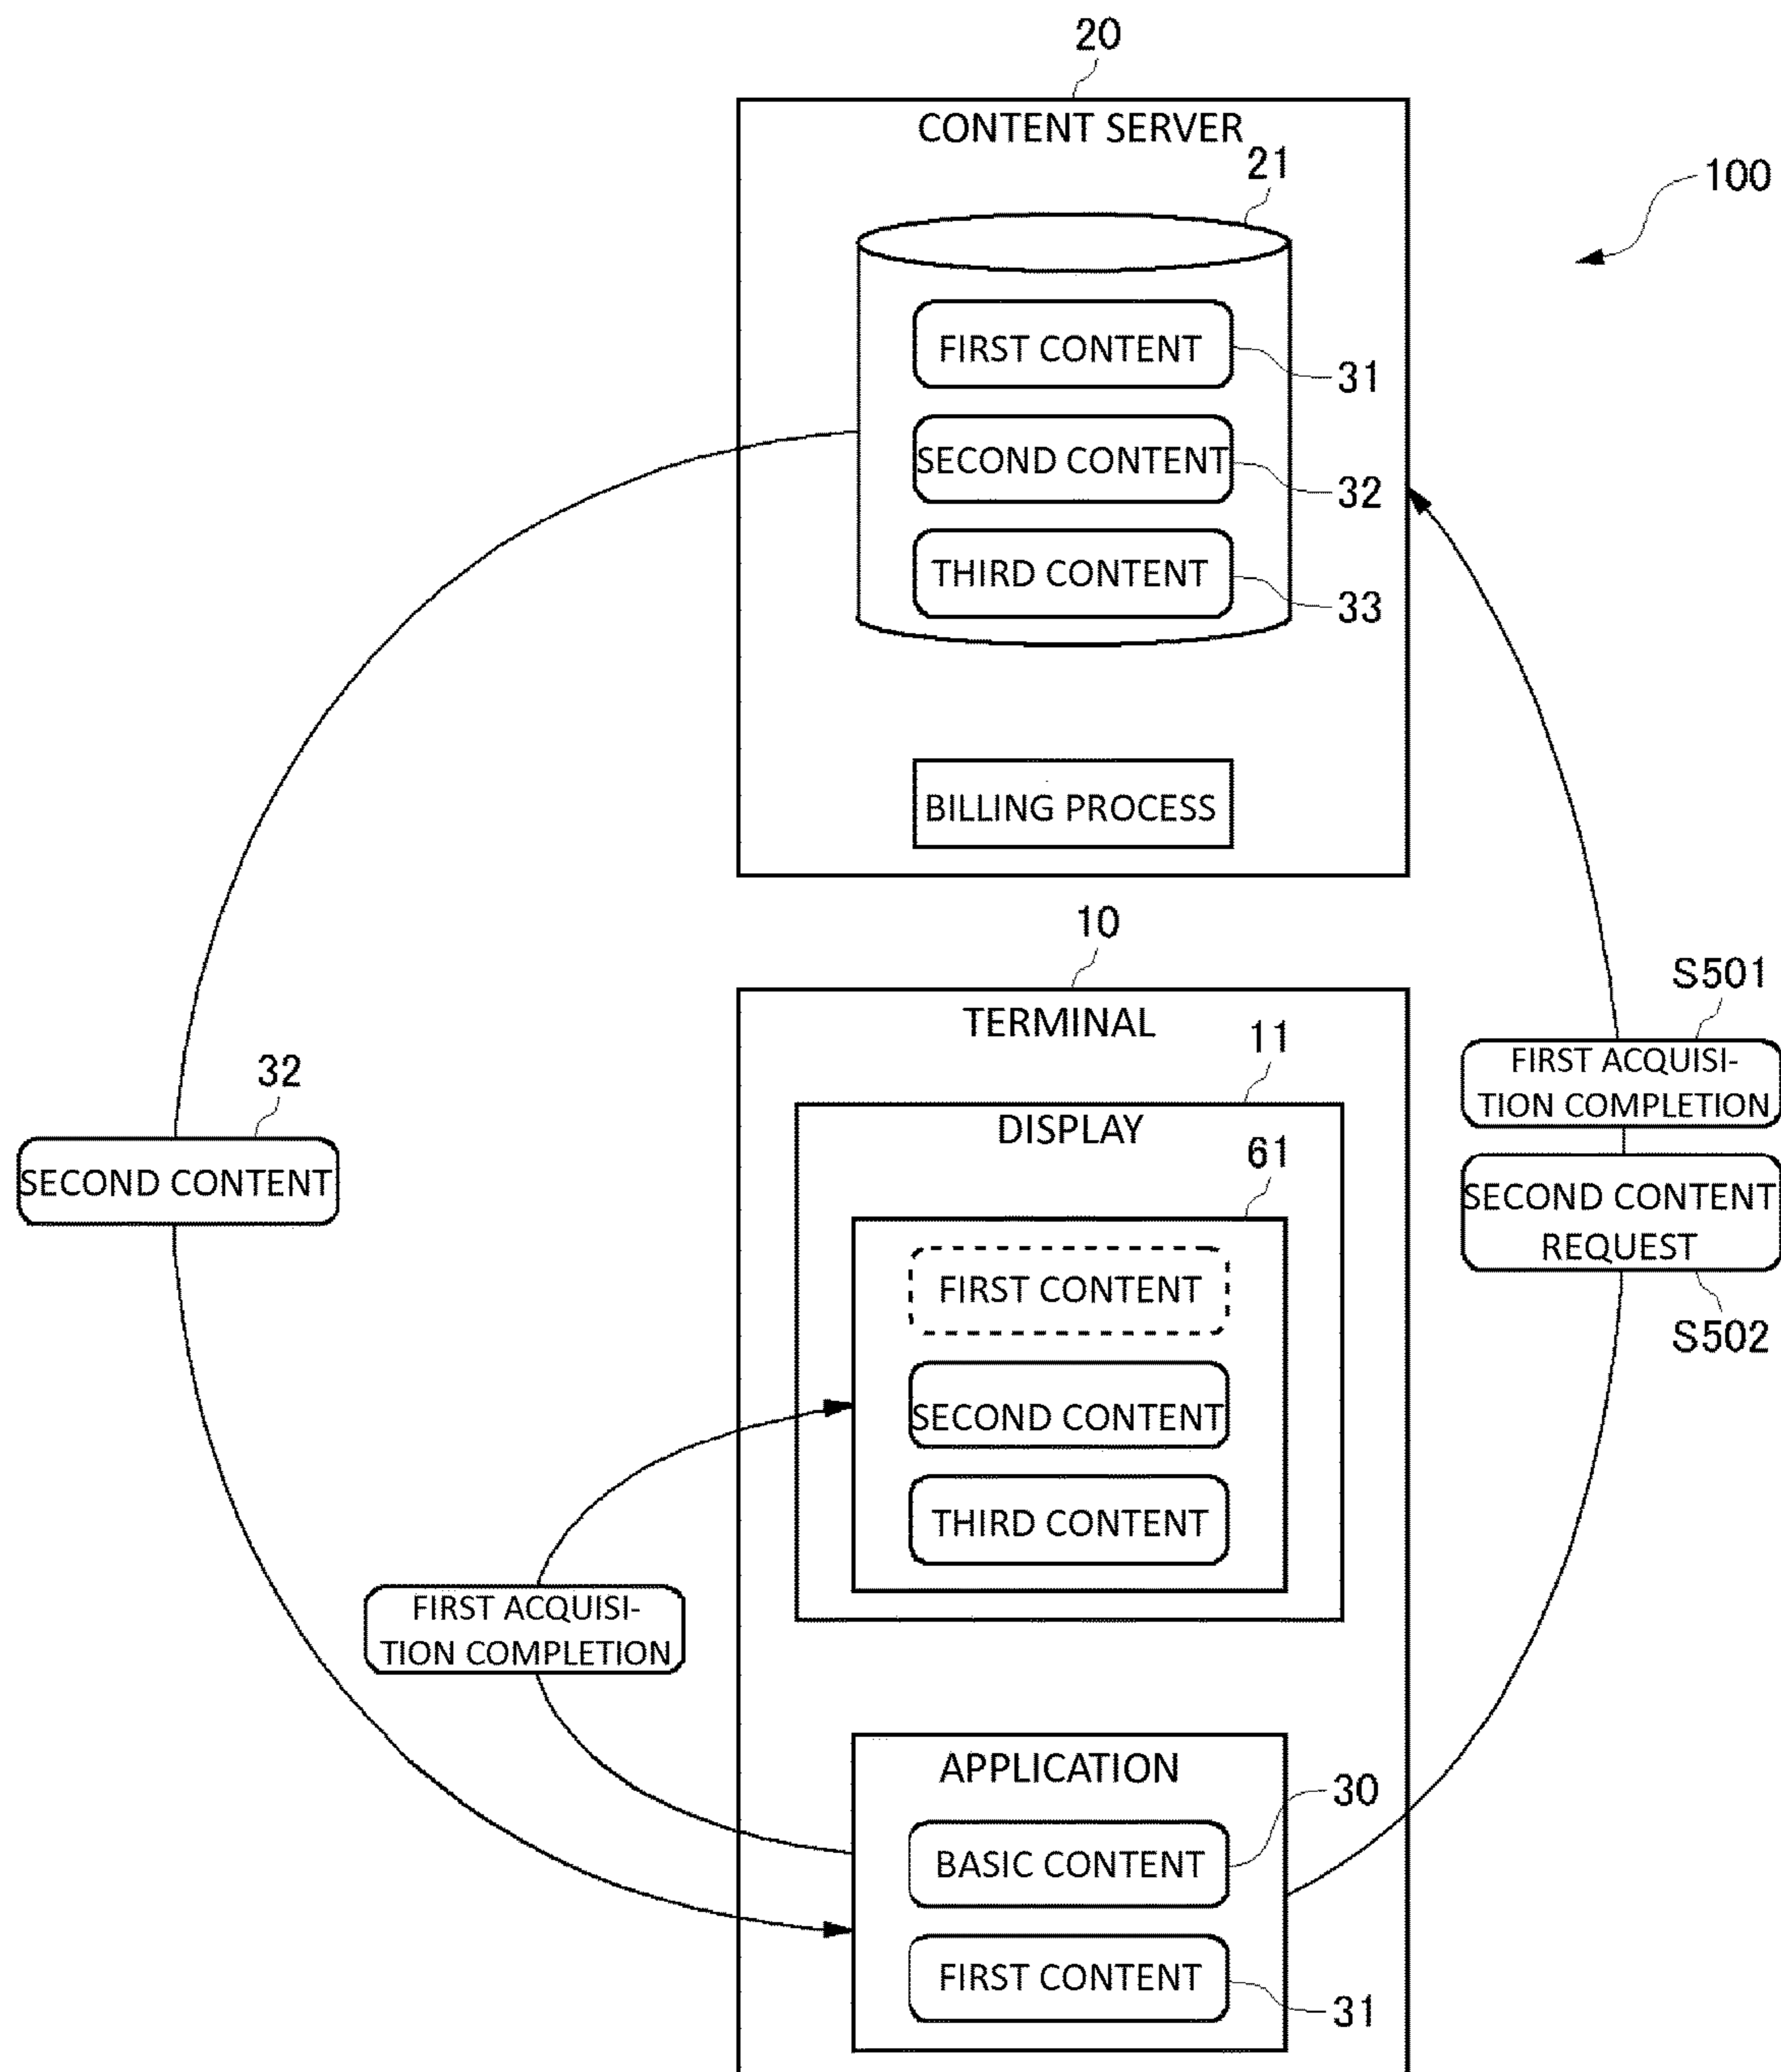 20
CONTENT SERVER
21
100
FIRST CONTENT
31
SECOND CONTENT
32
THIRD CONTENT
33
BILLING PROCESS
10
TERMINAL
11
S501
FIRST ACQUISI-
TION COMPLETION
32
DISPLAY
61
SECOND CONTENT
SECOND CONTENT
REQUEST
S502
FIRST CONTENT
SECOND CONTENT
THIRD CONTENT
FIRST ACQUISI-
TION COMPLETION
APPLICATION
30
BASIC CONTENT
FIRST CONTENT
31